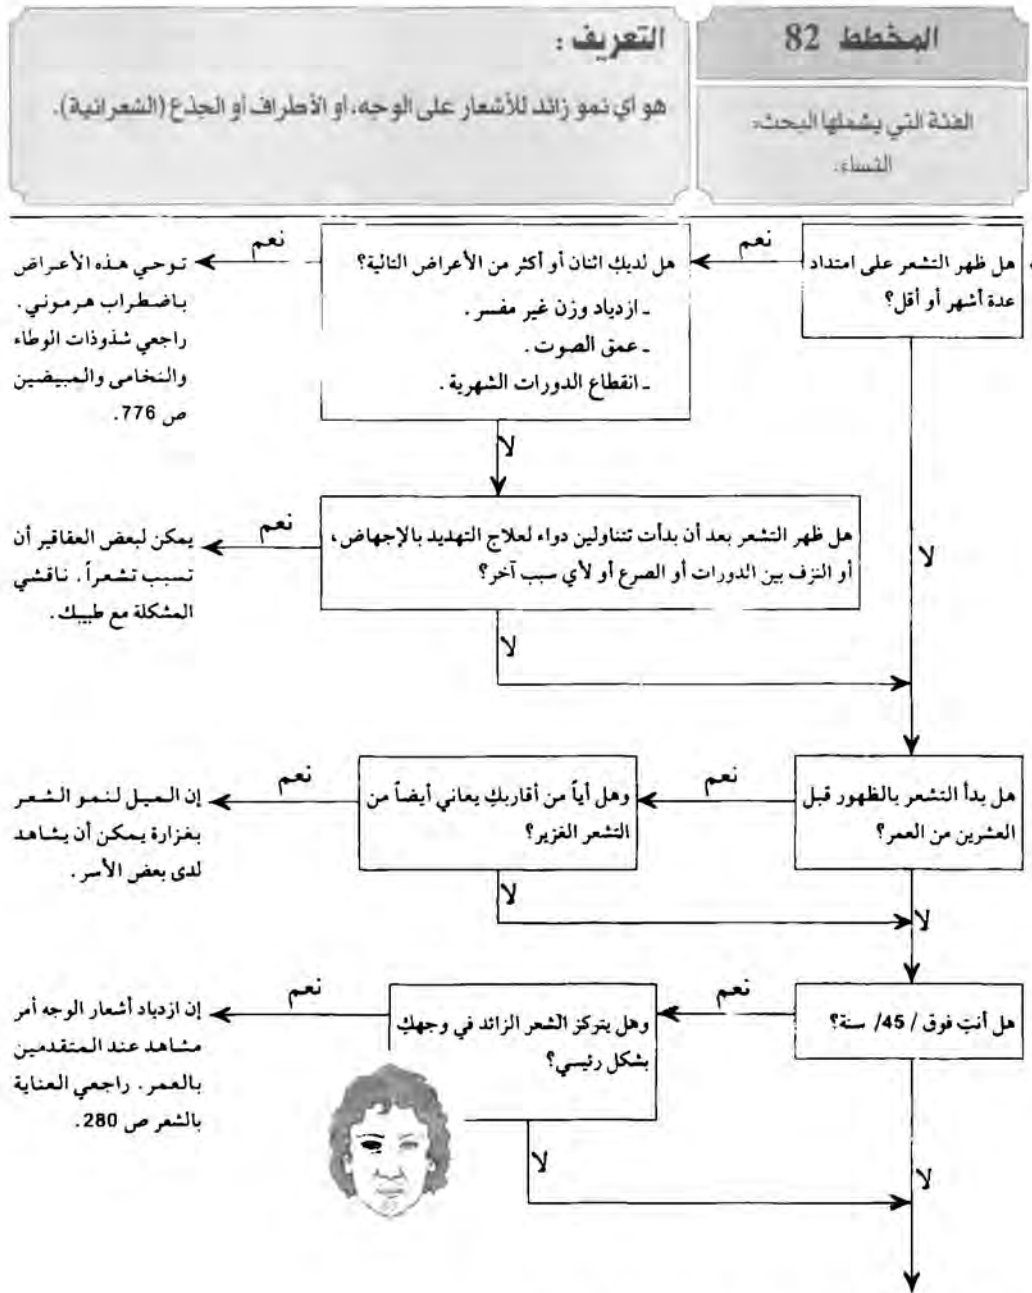 المخطط 82
الفئة التي يشملها البحث:
النساء.
التعريف :
هو أي نمو زائد للأشعار على الوجه، أو الأطراف أو الجذع (الشعرانية).
هل ظهر التشعر على امتداد
عدة أشهر أو أقل؟
نعم
هل لديكِ اثنان أو أكثر من الأعراض التالية؟
ـ ازدياد وزن غير مفسر .
ـ عمق الصوت .
ـ انقطاع الدورات الشهرية .
نعم
توحي هذه الأعراض
باضطراب هرموني .
راجعي شذوذات الوطاء
والنخامى والمبيضين
ص 776 .
لا
لا
هل ظهر التشعر بعد أن بدأت تتناولين دواء لعلاج التهديد بالإجهاض ،
أو النزف بين الدورات أو الصرع أو لأي سبب آخر؟
نعم
يمكن لبعض العقاقير أن
تسبب تشعراً . ناقشي
المشكلة مع طبيبك .
لا
هل بدأ التشعر بالظهور قبل
العشرين من العمر؟
نعم
وهل أياً من أقاربكِ يعاني أيضاً من
التشعر الغزير؟
نعم
إن الميل لنمو الشعر
بغزارة يمكن أن يشاهد
لدى بعض الأسر .
لا
لا
هل أنتِ فوق / 45/ سنة؟
نعم
وهل يتركز الشعر الزائد في وجهكِ
بشكل رئيسي؟
نعم
إن ازدياد أشعار الوجه أمر
مشاهد عند المتقدمين
بالعمر . راجعي العناية
بالشعر ص 280 .
لا
لا